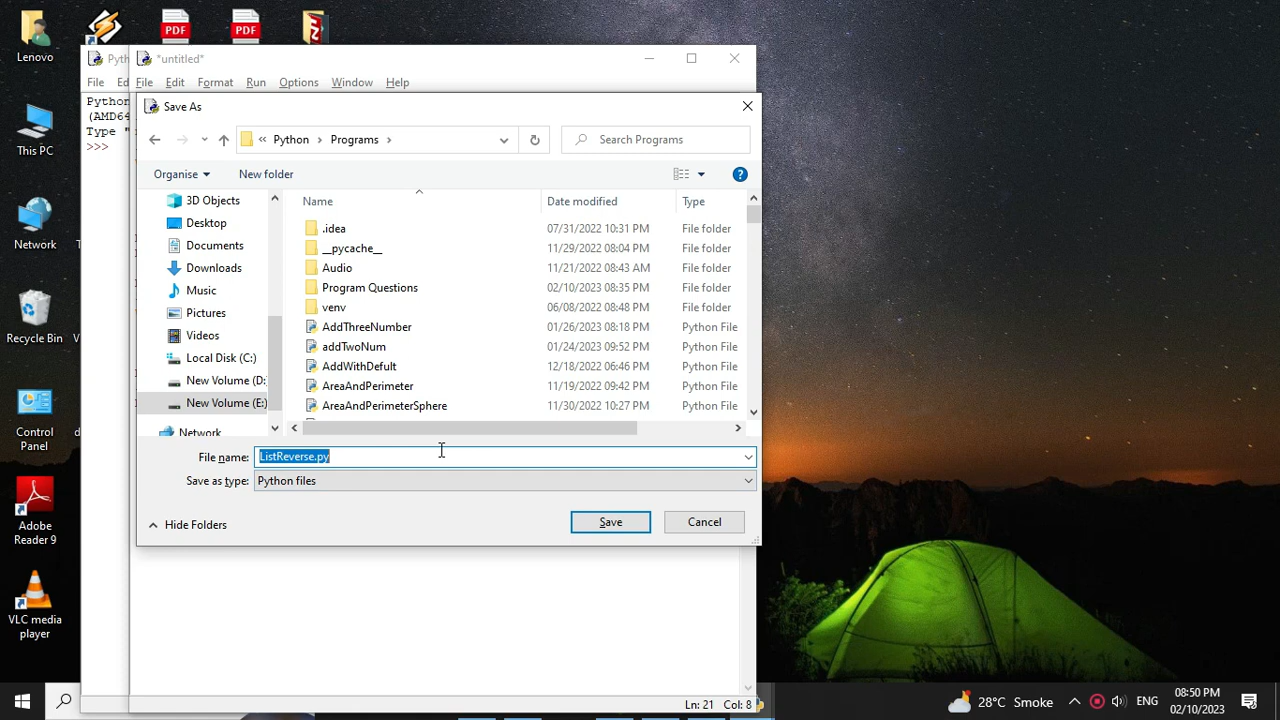 Lenovo
PDF
PDF
This PC
Network
Recycle Bin
Control
Panel
Adobe
Reader 9
VLC media
player
Pyth
File
Ed
Python
(AMD64
Type "
>>>
*untitled*
File Edit Format Run Options Window Help
Save As
« Python > Programs >
Search Programs
Organise
New folder
3D Objects
Desktop
Documents
Downloads
Music
Pictures
Videos
Local Disk (C:)
New Volume (D:
New Volume (E:)
Network
Name Date modified Type
.idea 07/31/2022 10:31 PM File folder
__pycache__ 11/29/2022 08:04 PM File folder
Audio 11/21/2022 08:43 AM File folder
Program Questions 02/10/2023 08:35 PM File folder
venv 06/08/2022 08:48 PM File folder
AddThreeNumber 01/26/2023 08:18 PM Python File
addTwoNum 01/24/2023 09:52 PM Python File
AddWithDefult 12/18/2022 06:46 PM Python File
AreaAndPerimeter 11/19/2022 09:42 PM Python File
AreaAndPerimeterSphere 11/30/2022 10:27 PM Python File
File name: ListReverse.py
Save as type: Python files
Hide Folders
Save
Cancel
Ln: 21 Col: 8
28°C Smoke
ENG
02/10/2023